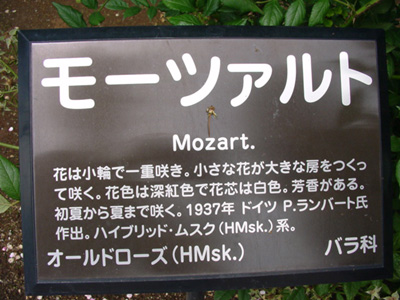 モーツァルト
Mozart.
花は小輪で一重咲き。小さな花が大きな房をつくっ
て咲く。花色は深紅色で花芯は白色。芳香がある。
初夏から夏まで咲く。1937年 ドイツ P.ランバート氏
作出。ハイブリッド・ムスク(HMsk.)系。
オールドローズ(HMsk.) バラ科